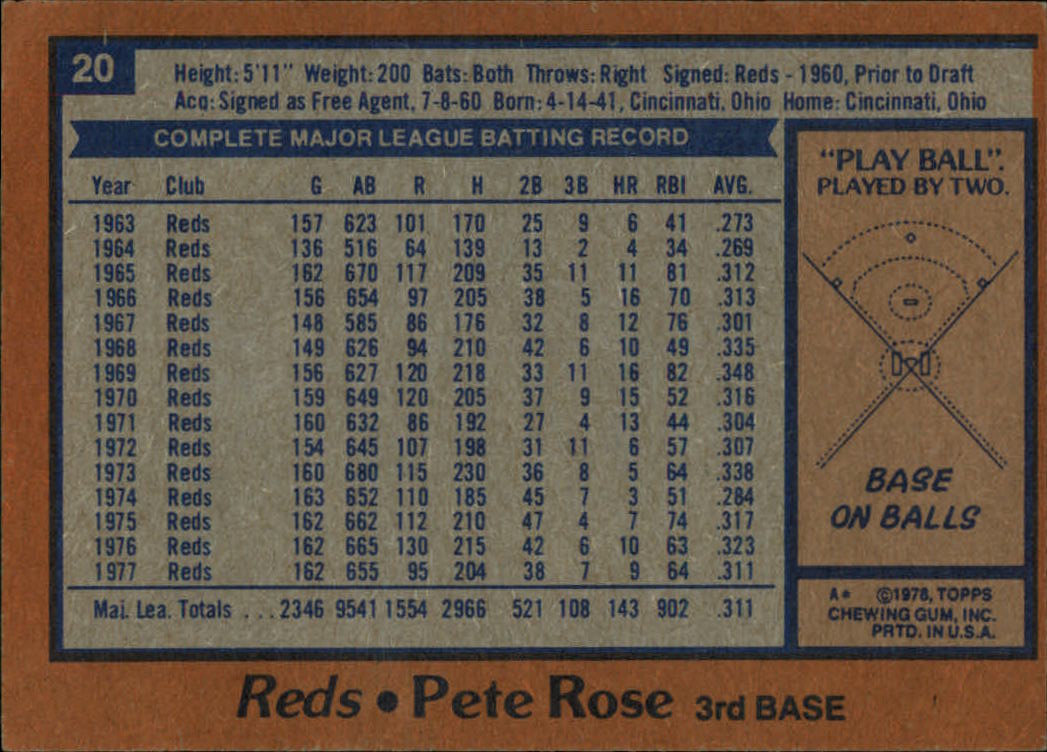 20
Height: 5'11" Weight: 200 Bats: Both Throws: Right Signed: Reds - 1960, Prior to Draft
Acq: Signed as Free Agent, 7-8-60 Born: 4-14-41, Cincinnati, Ohio Home: Cincinnati, Ohio
COMPLETE MAJOR LEAGUE BATTING RECORD
Year Club G AB R H 2B 3B HR RBI AVG.
1963 Reds 157 623 101 170 25 9 6 41 .273
1964 Reds 136 516 64 139 13 2 4 34 .269
1965 Reds 162 670 117 209 35 11 11 81 .312
1966 Reds 156 654 97 205 38 5 16 70 .313
1967 Reds 148 585 86 176 32 8 12 76 .301
1968 Reds 149 626 94 210 42 6 10 49 .335
1969 Reds 156 627 120 218 33 11 16 82 .348
1970 Reds 159 649 120 205 37 9 15 52 .316
1971 Reds 160 632 86 192 27 4 13 44 .304
1972 Reds 154 645 107 198 31 11 6 57 .307
1973 Reds 160 680 115 230 36 8 5 64 .338
1974 Reds 163 652 110 185 45 7 3 51 .284
1975 Reds 162 662 112 210 47 4 7 74 .317
1976 Reds 162 665 130 215 42 6 10 63 .323
1977 Reds 162 655 95 204 38 7 9 64 .311
Maj. Lea. Totals ... 2346 9541 1554 2966 521 108 143 902 .311
"PLAY BALL".
PLAYED BY TWO.
BASE
ON BALLS
A* ©1978, TOPPS
CHEWING GUM, INC.
PRTD. IN U.S.A.
Reds • Pete Rose 3rd BASE